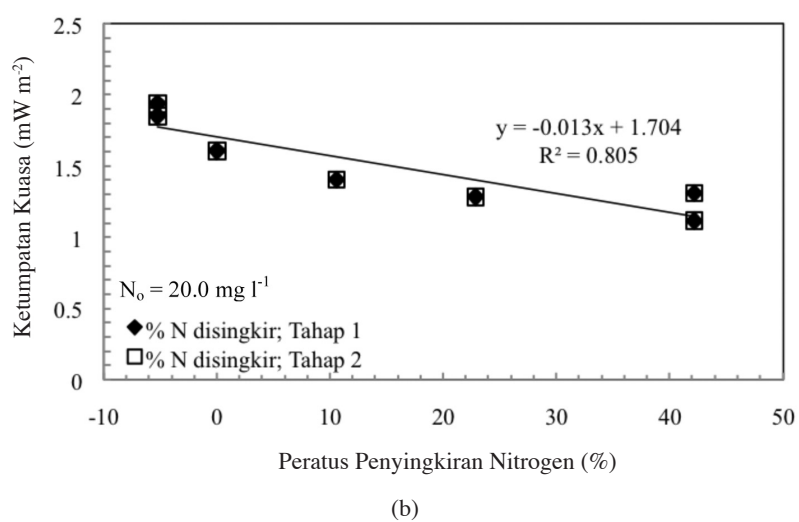 2.5
2
1.5
1
0.5
0
Ketumpatan Kuasa (mW m⁻²)
y = -0.013x + 1.704
R² = 0.805
Nₒ = 20.0 mg l⁻¹
% N disingkir; Tahap 1
% N disingkir; Tahap 2
-10 0 10 20 30 40 50
Peratus Penyingkiran Nitrogen (%)
(b)